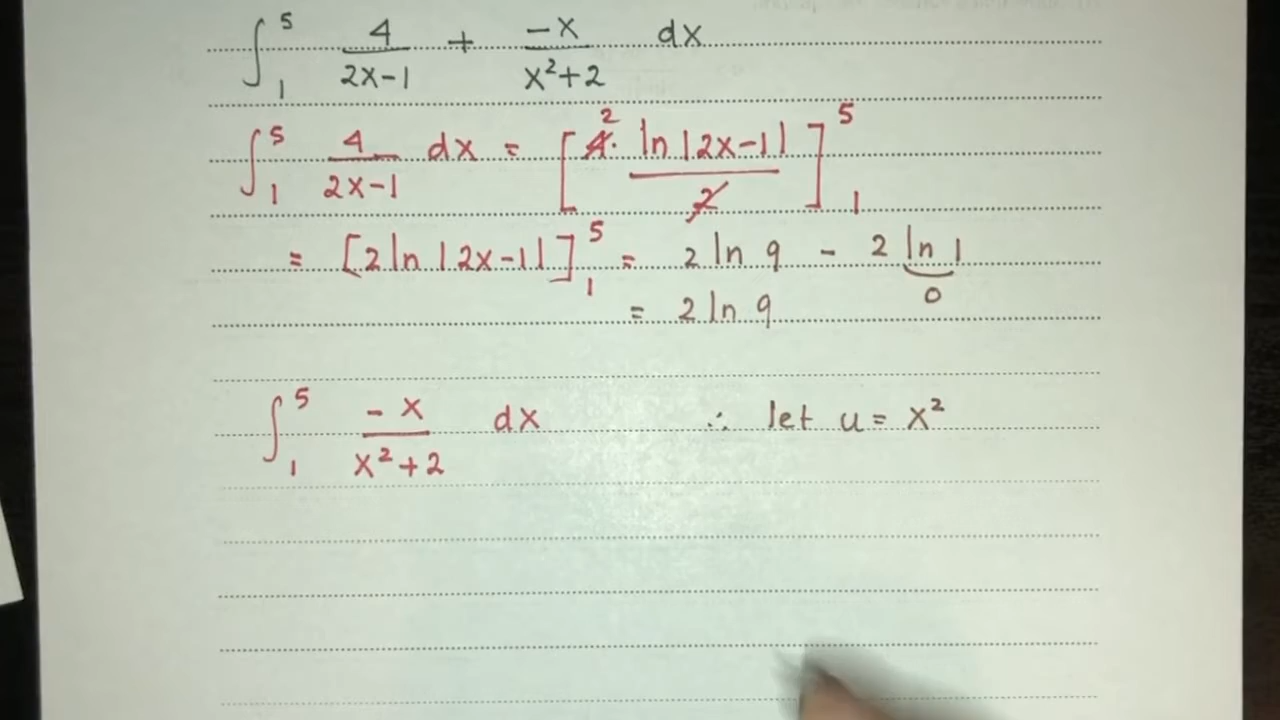 ∫₁⁵ 4/(2x-1) + -x/(x²+2) dx
∫₁⁵ 4/(2x-1) dx = [4̶ ² · ln|2x-1|/2̶]₁⁵
= [2 ln |2x-1|]₁⁵ = 2 ln 9 - 2 ln 1
0
= 2 ln 9
∫₁⁵ -x/(x²+2) dx ∴ let u = x²